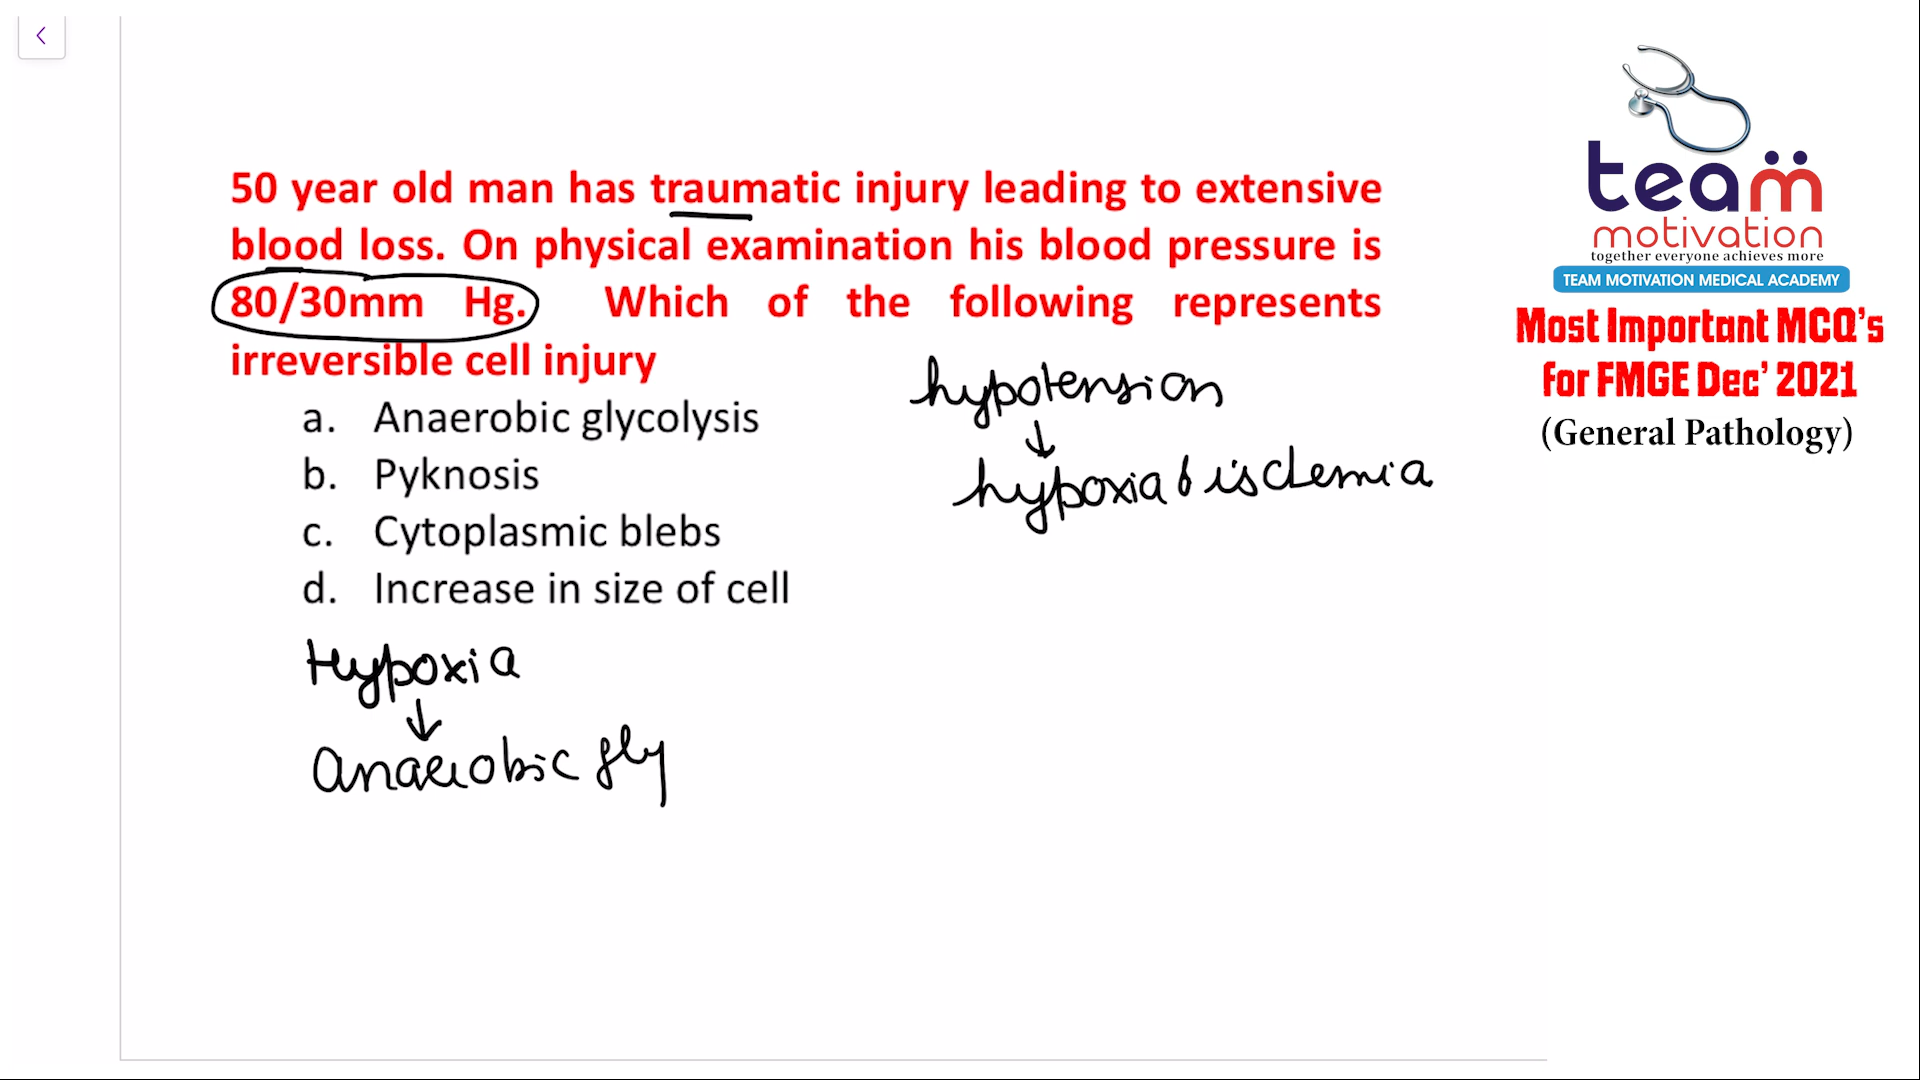 50 year old man has traumatic injury leading to extensive
blood loss. On physical examination his blood pressure is
80/30mm Hg. Which of the following represents
irreversible cell injury
a. Anaerobic glycolysis
b. Pyknosis
c. Cytoplasmic blebs
d. Increase in size of cell
hypotension
↓
hypoxia & ischemia
Hypoxia
↓
anaerobic gly
team
motivation
together everyone achieves more
TEAM MOTIVATION MEDICAL ACADEMY
Most Important MCQ's
for FMGE Dec' 2021
(General Pathology)